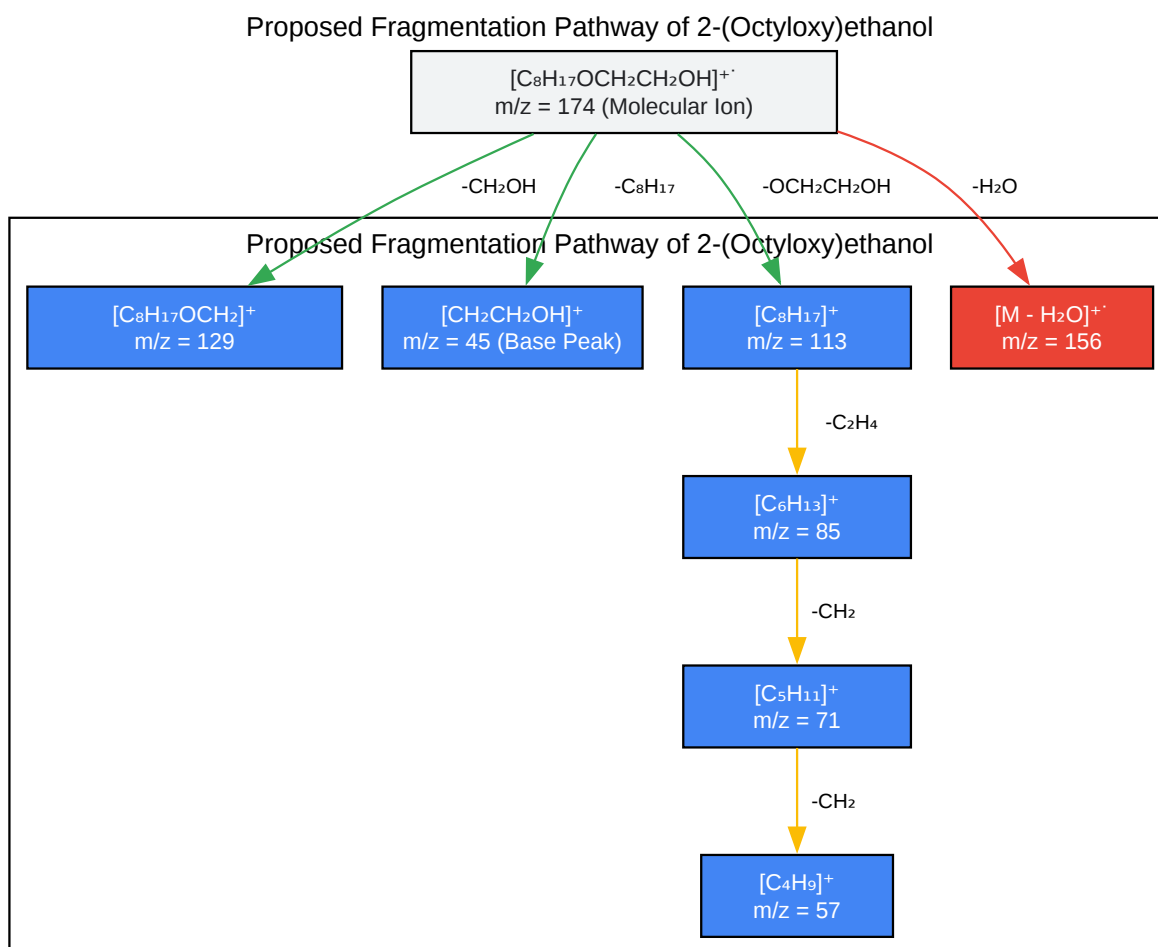 Proposed Fragmentation Pathway of 2-(Octyloxy)ethanol
[C₈H₁₇OCH₂CH₂OH]⁺˙
m/z = 174 (Molecular Ion)
-CH₂OH
-C₈H₁₇
-OCH₂CH₂OH
-H₂O
Proposed Fragmentation Pathway of 2-(Octyloxy)ethanol
[C₈H₁₇OCH₂]⁺
m/z = 129
[CH₂CH₂OH]⁺
m/z = 45 (Base Peak)
[C₈H₁₇]⁺
m/z = 113
[M - H₂O]⁺˙
m/z = 156
-C₂H₄
[C₆H₁₃]⁺
m/z = 85
-CH₂
[C₅H₁₁]⁺
m/z = 71
-CH₂
[C₄H₉]⁺
m/z = 57